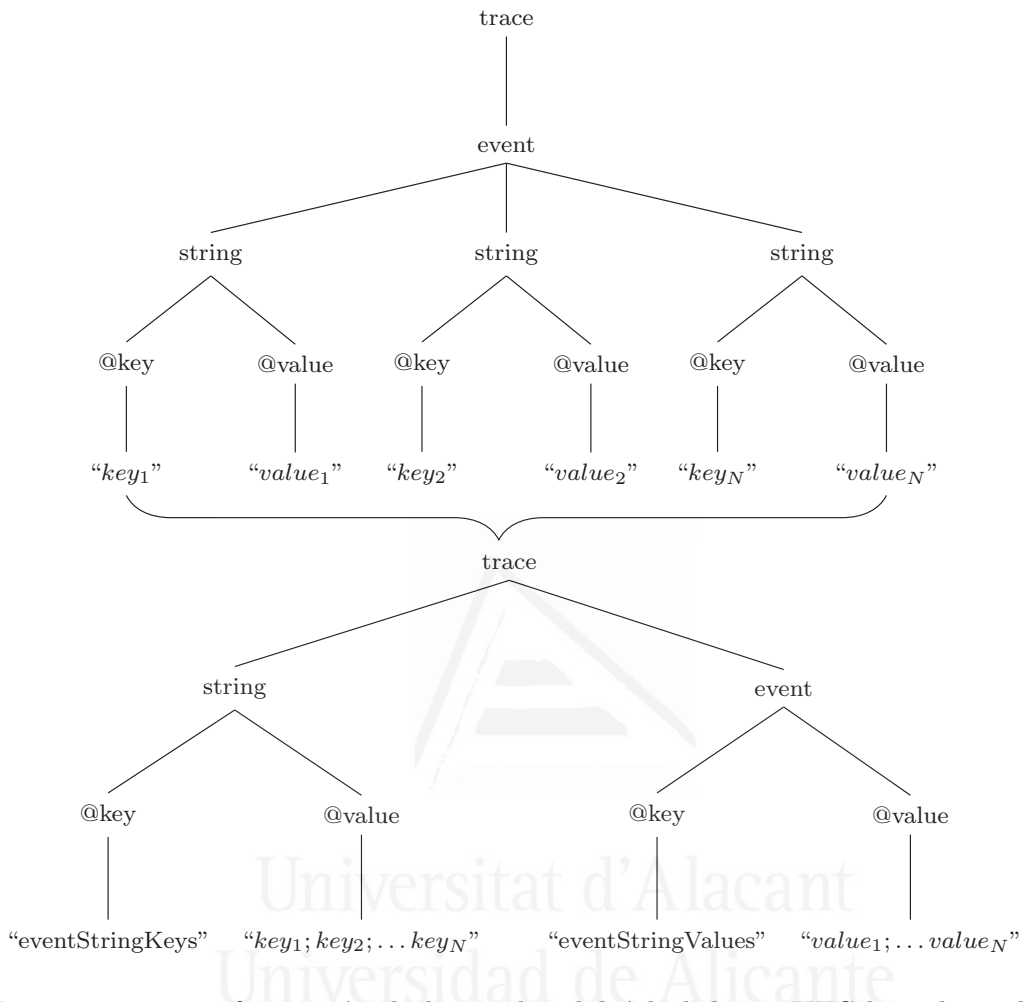 trace
event
string string string
@key @value @key @value @key @value
“key1” “value1” “key2” “value2” “keyN” “valueN”
trace
string event
@key @value @key @value
“eventStringKeys” “key1; key2; . . . keyN” “eventStringValues” “value1; . . . valueN”
Universitat d'Alacant
Universidad de Alicante